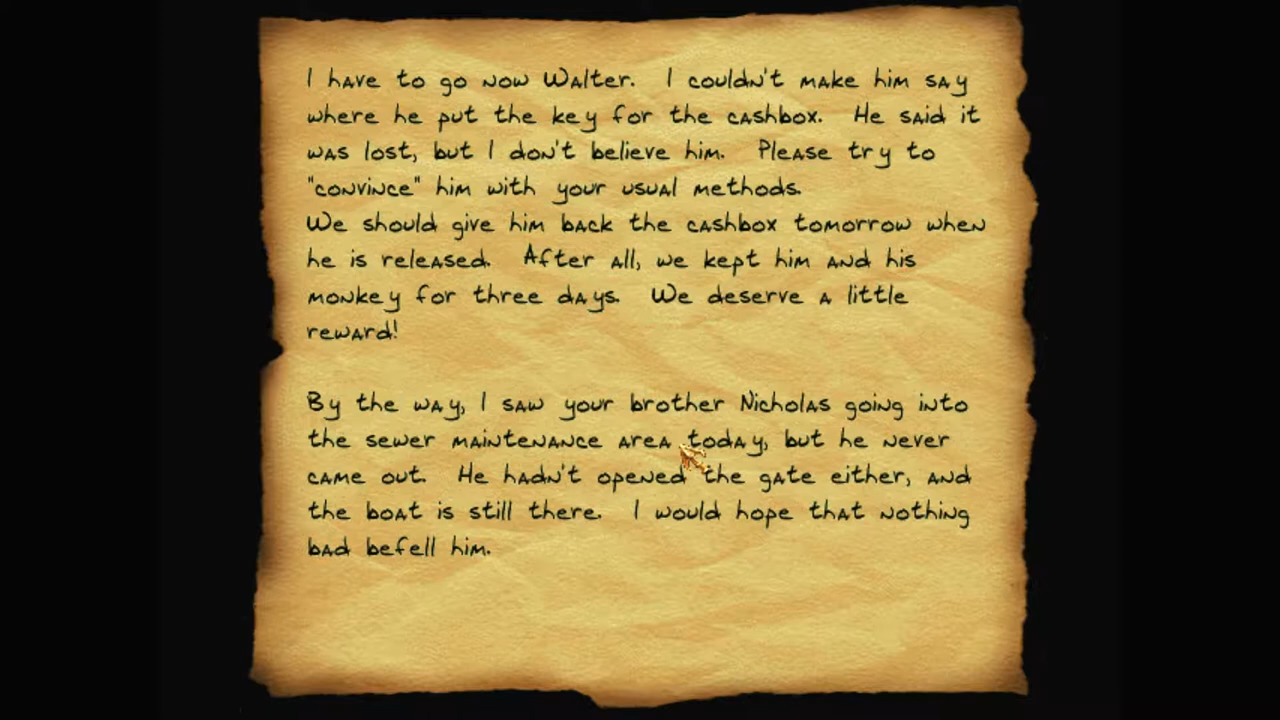 I have to go now Walter. I couldn't make him say
where he put the key for the cashbox. He said it
was lost, but I don't believe him. Please try to
"convince" him with your usual methods.
We should give him back the cashbox tomorrow when
he is released. After all, we kept him and his
monkey for three days. We deserve a little
reward!
By the way, I saw your brother Nicholas going into
the sewer maintenance area today, but he never
came out. He hadn't opened the gate either, and
the boat is still there. I would hope that nothing
bad befell him.